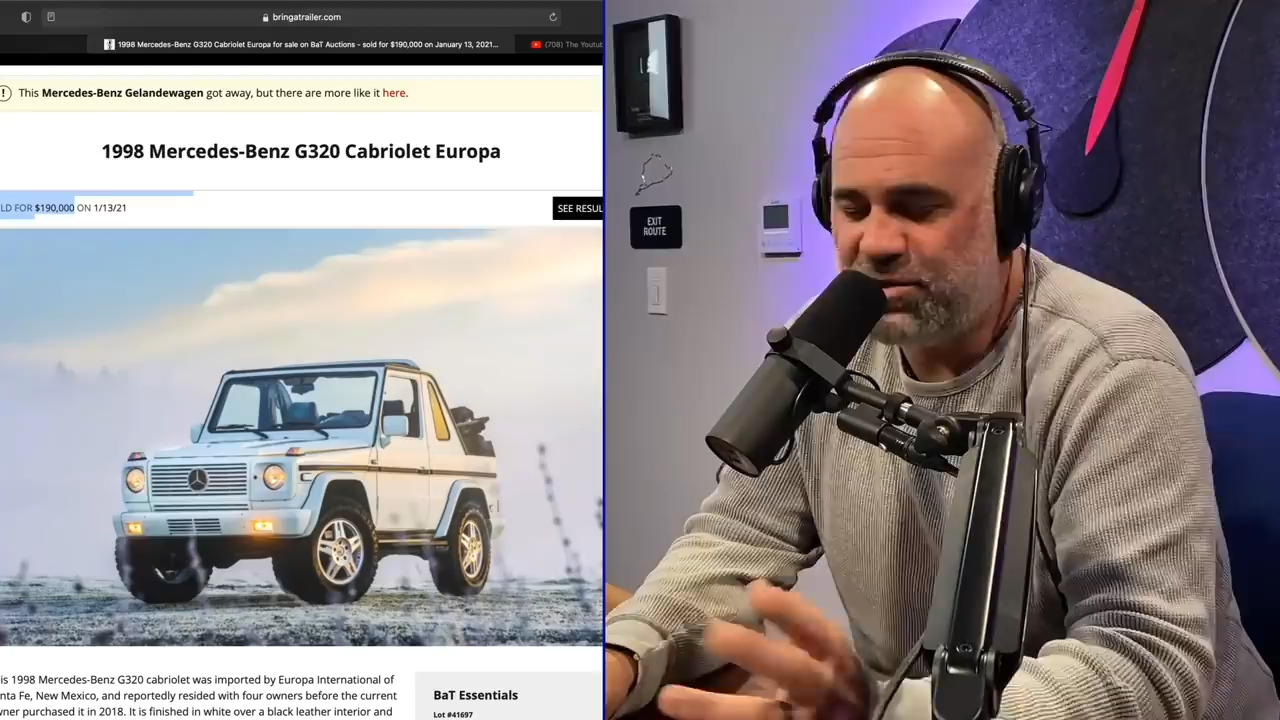 bringatrailer.com
1998 Mercedes-Benz G320 Cabriolet Europa for sale on BaT Auctions - sold for $190,000 on January 13, 2021...
(708) The Youtub
! This Mercedes-Benz Gelandewagen got away, but there are more like it here.
1998 Mercedes-Benz G320 Cabriolet Europa
LD FOR $190,000 ON 1/13/21
SEE RESUL
is 1998 Mercedes-Benz G320 cabriolet was imported by Europa International of
nta Fe, New Mexico, and reportedly resided with four owners before the current
wner purchased it in 2018. It is finished in white over a black leather interior and
BaT Essentials
Lot #41697
EXIT
ROUTE